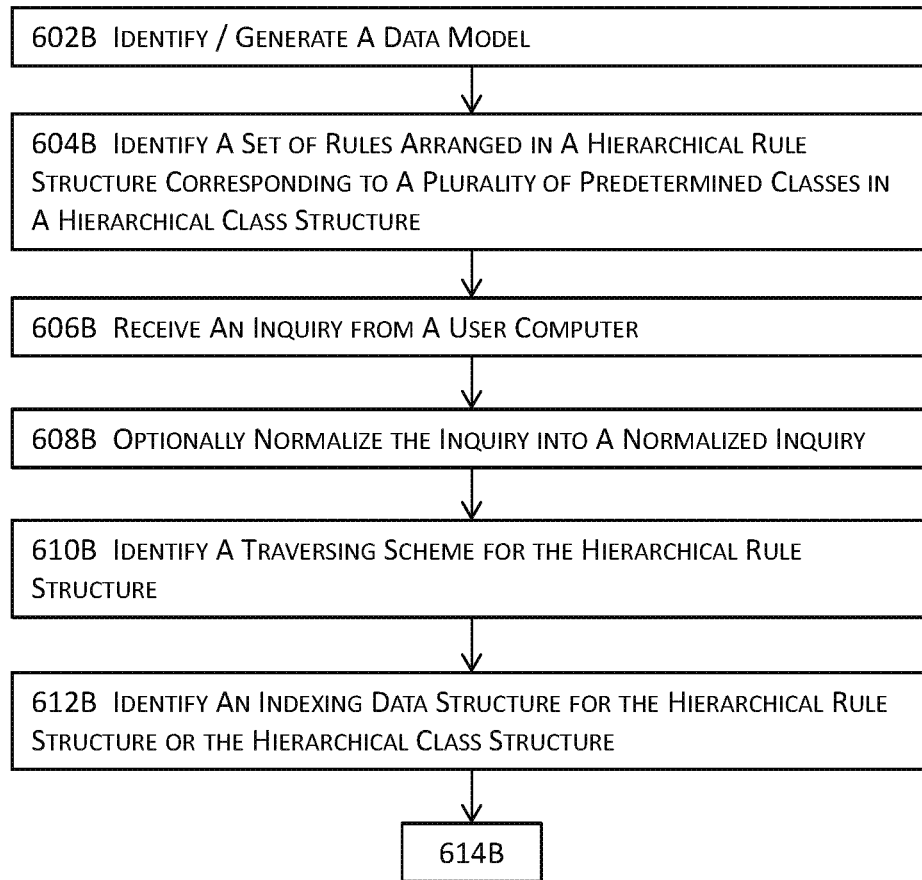 602B IDENTIFY / GENERATE A DATA MODEL
604B IDENTIFY A SET OF RULES ARRANGED IN A HIERARCHICAL RULE
STRUCTURE CORRESPONDING TO A PLURALITY OF PREDETERMINED CLASSES IN
A HIERARCHICAL CLASS STRUCTURE
606B RECEIVE AN INQUIRY FROM A USER COMPUTER
608B OPTIONALLY NORMALIZE THE INQUIRY INTO A NORMALIZED INQUIRY
610B IDENTIFY A TRAVERSING SCHEME FOR THE HIERARCHICAL RULE
STRUCTURE
612B IDENTIFY AN INDEXING DATA STRUCTURE FOR THE HIERARCHICAL RULE
STRUCTURE OR THE HIERARCHICAL CLASS STRUCTURE
614B